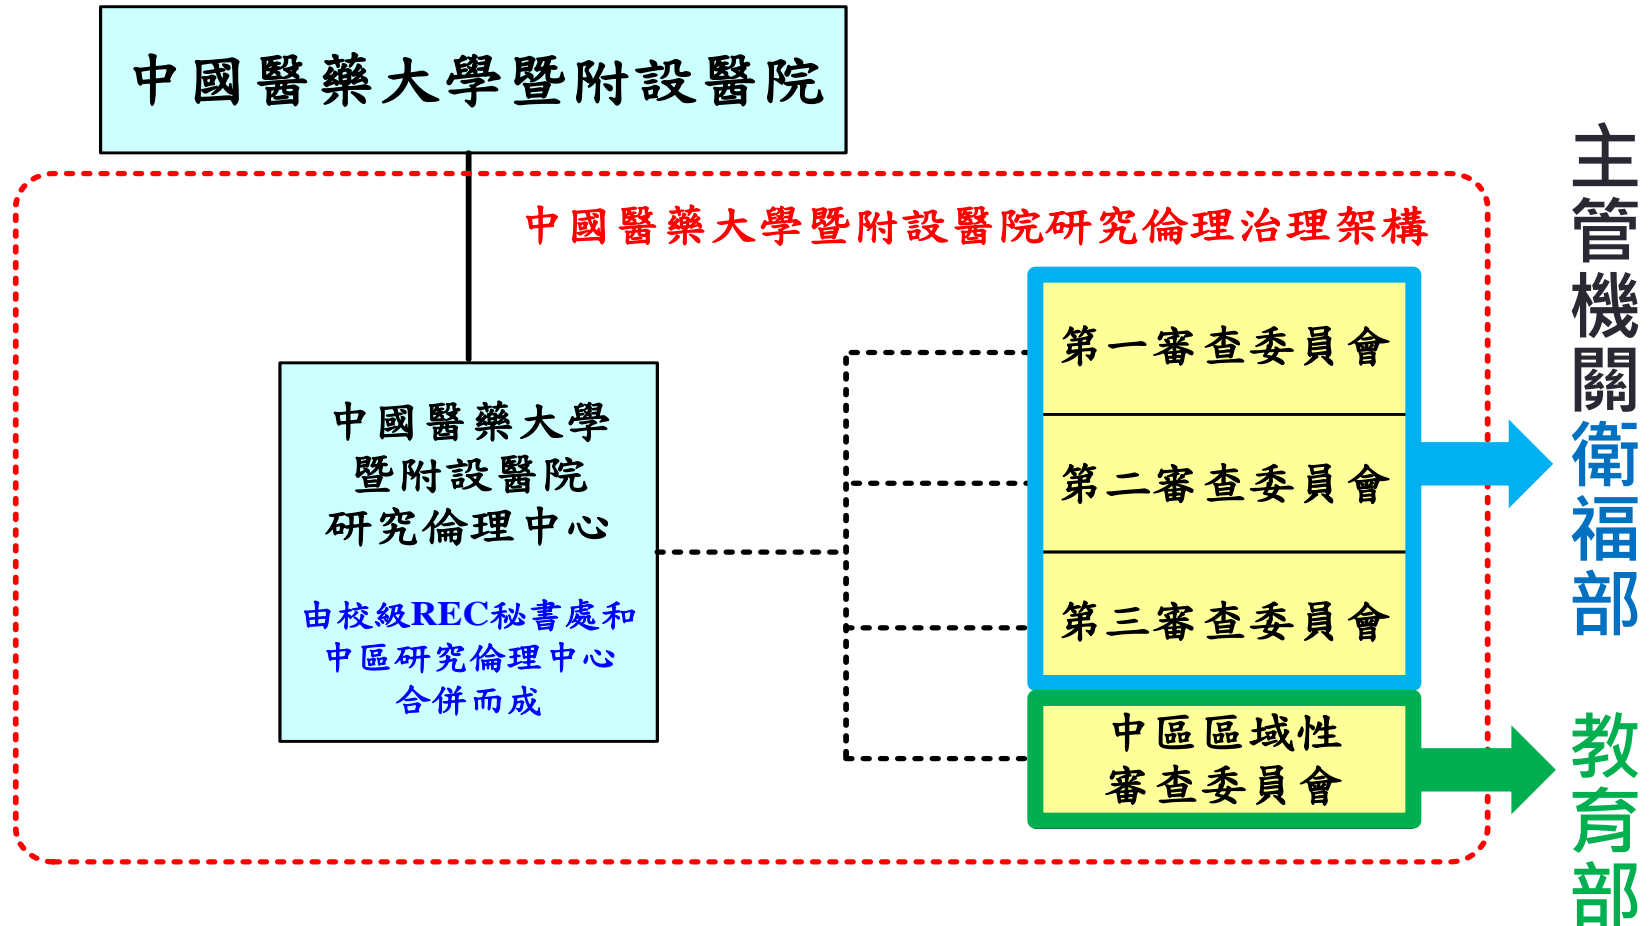 中國醫藥大學暨附設醫院
中國醫藥大學暨附設醫院研究倫理治理架構
中國醫藥大學
暨附設醫院
研究倫理中心
由校級REC秘書處和
中區研究倫理中心
合併而成
第一審查委員會
第二審查委員會
第三審查委員會
中區區域性
審查委員會
主管機關衛福部
教育部